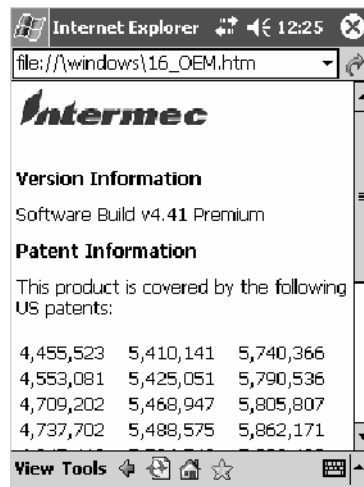 Internet Explorer 12:25
file://\windows\16_OEM.htm
Intermec
Version Information
Software Build v4.41 Premium
Patent Information
This product is covered by the following
US patents:
4,455,523 5,410,141 5,740,366
4,553,081 5,425,051 5,790,536
4,709,202 5,468,947 5,805,807
4,737,702 5,488,575 5,862,171
View Tools